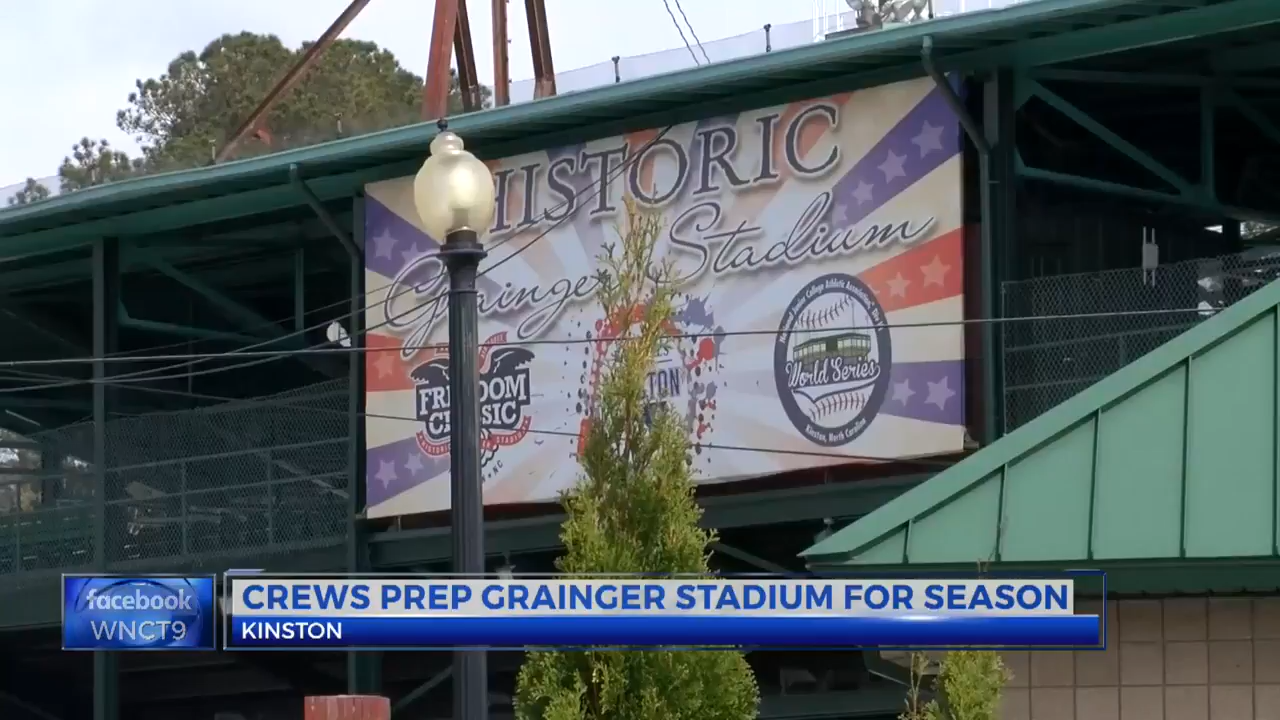 HISTORIC
Grainger Stadium
FREEDOM
CLASSIC
NC
World Series
Kinston, North Carolina
facebook
WNCT9
CREWS PREP GRAINGER STADIUM FOR SEASON
KINSTON